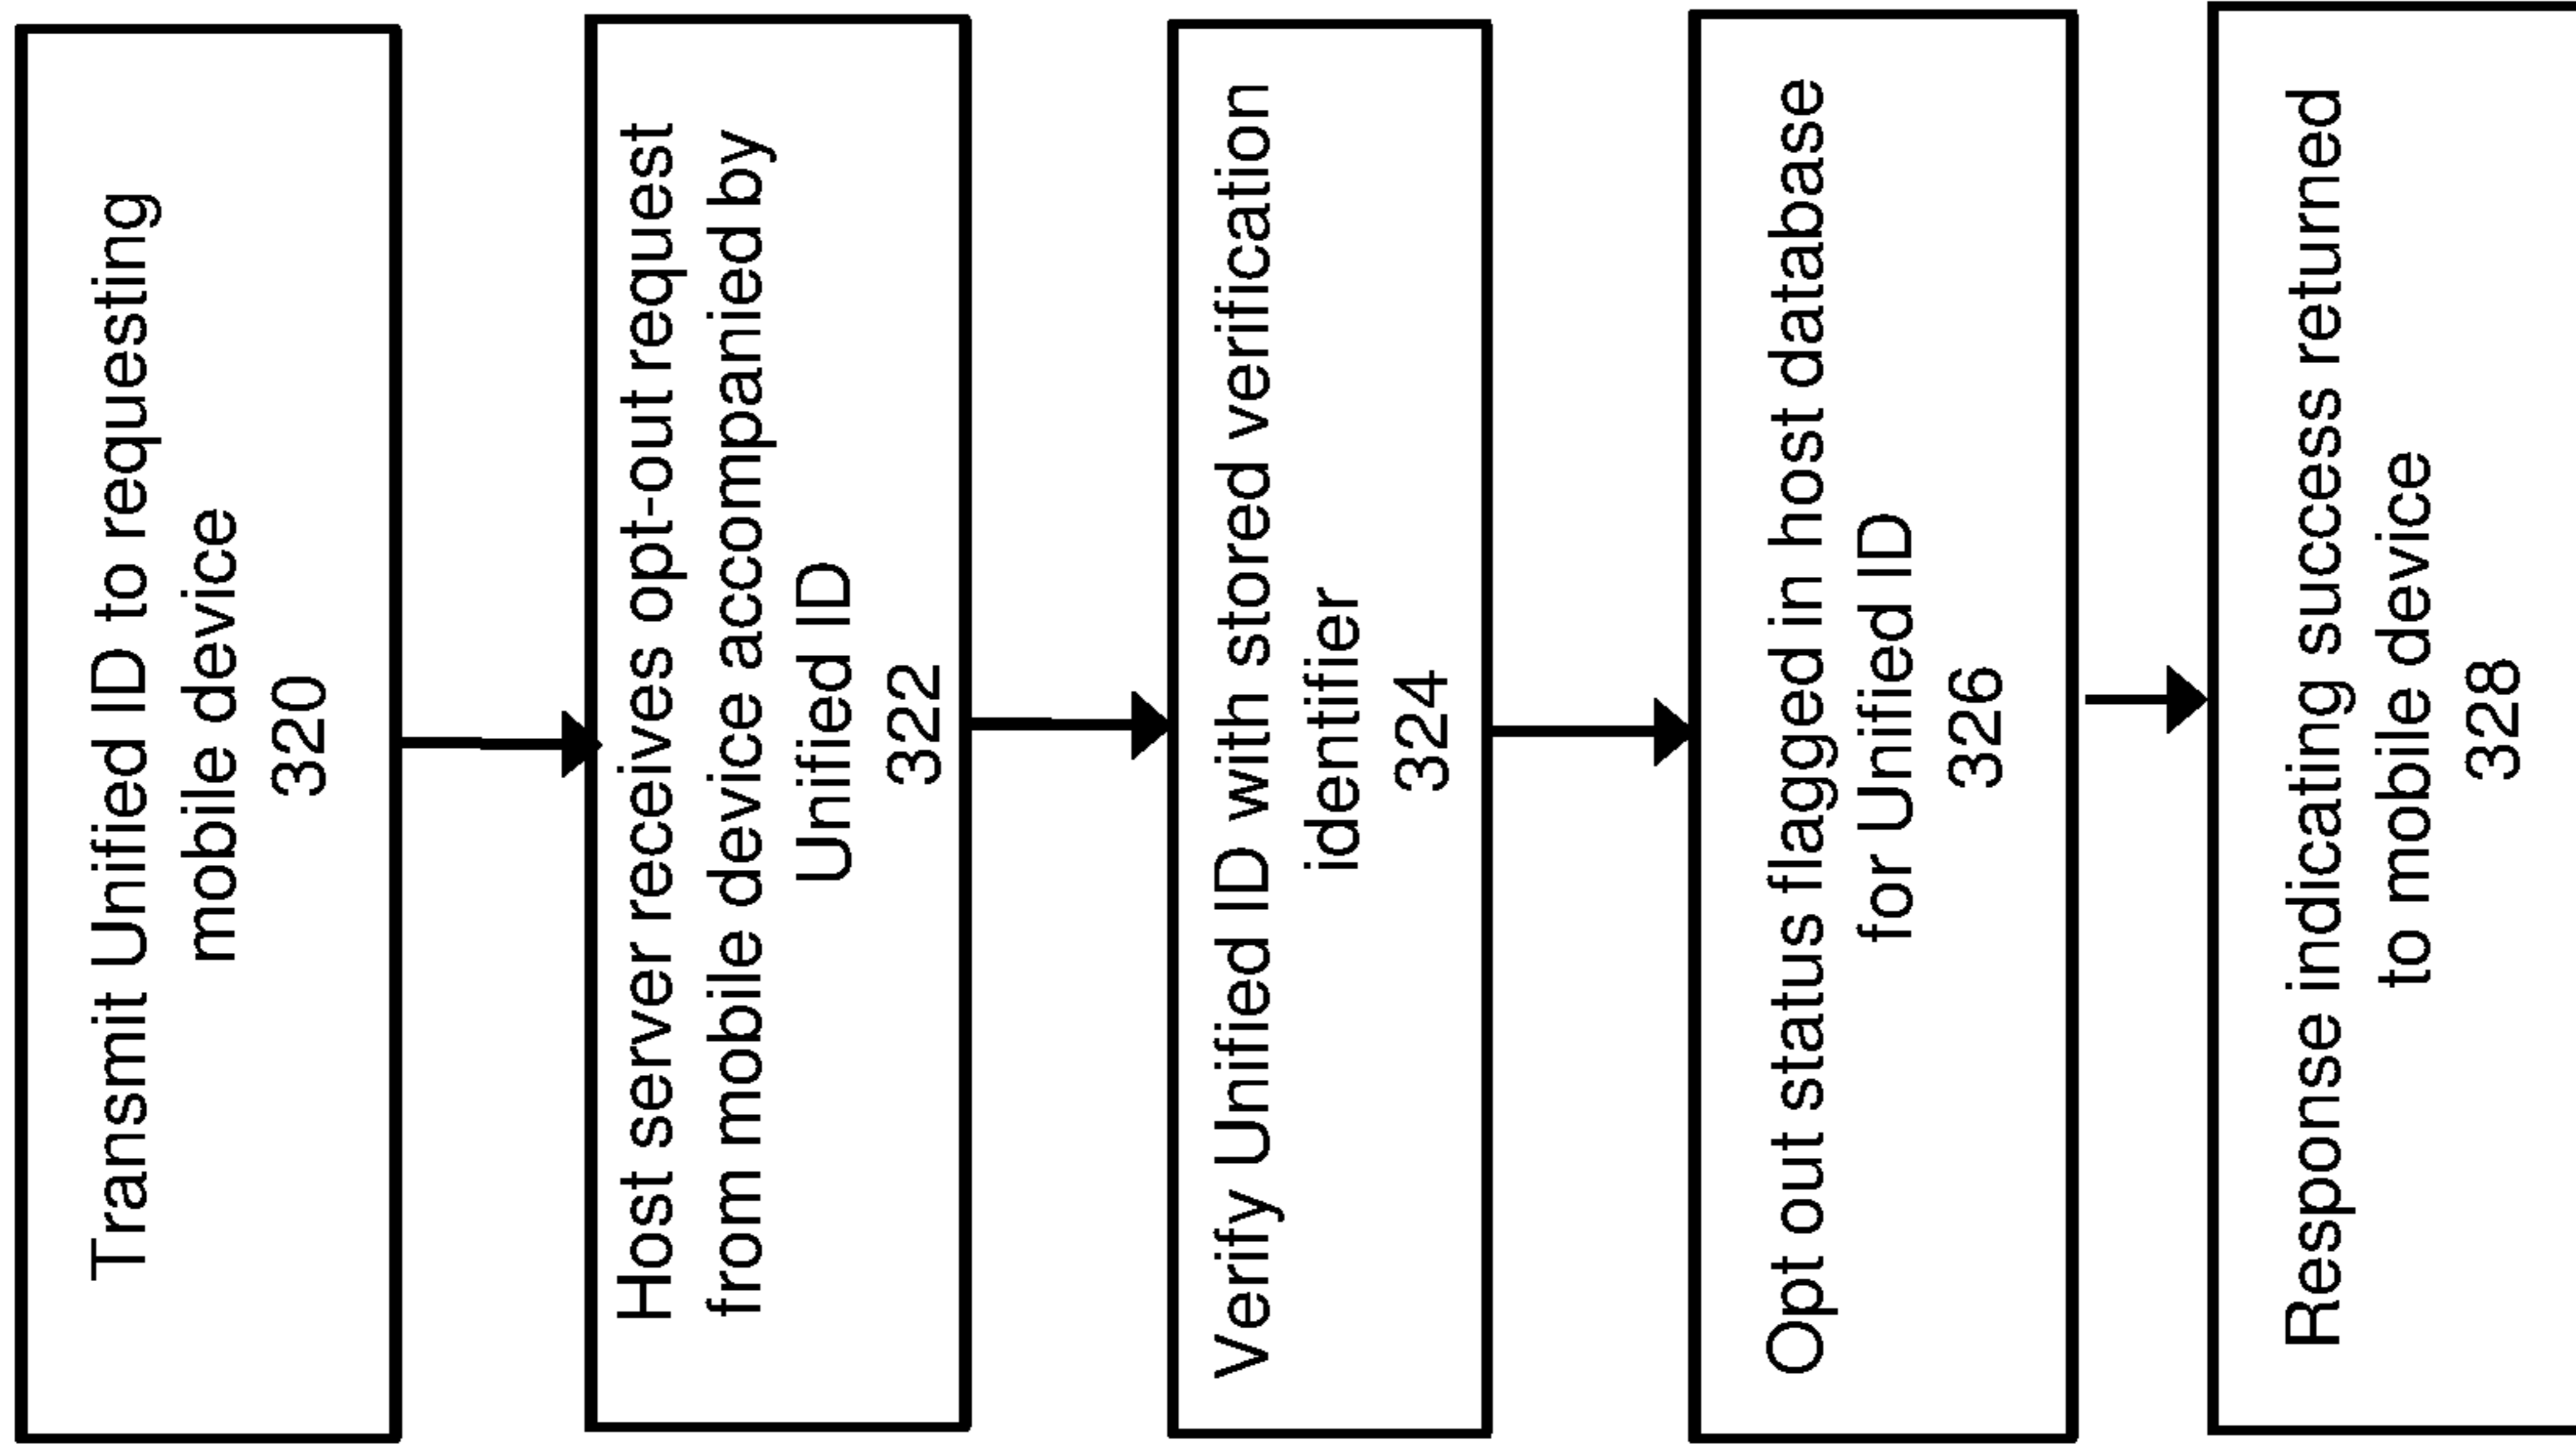 Transmit Unified ID to requesting
mobile device
320
Host server receives opt-out request
from mobile device accompanied by
Unified ID
322
Verify Unified ID with stored verification
identifier
324
Opt out status flagged in host database
for Unified ID
326
Response indicating success returned
to mobile device
328